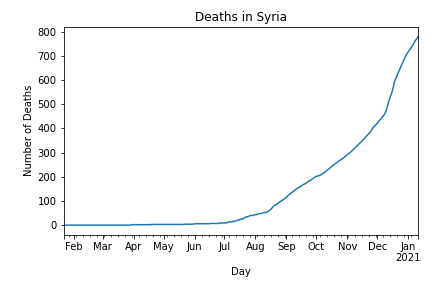 Deaths in Syria
Number of Deaths
800
700
600
500
400
300
200
100
0
Feb Mar Apr May Jun Jul Aug Sep Oct Nov Dec Jan
2021
Day